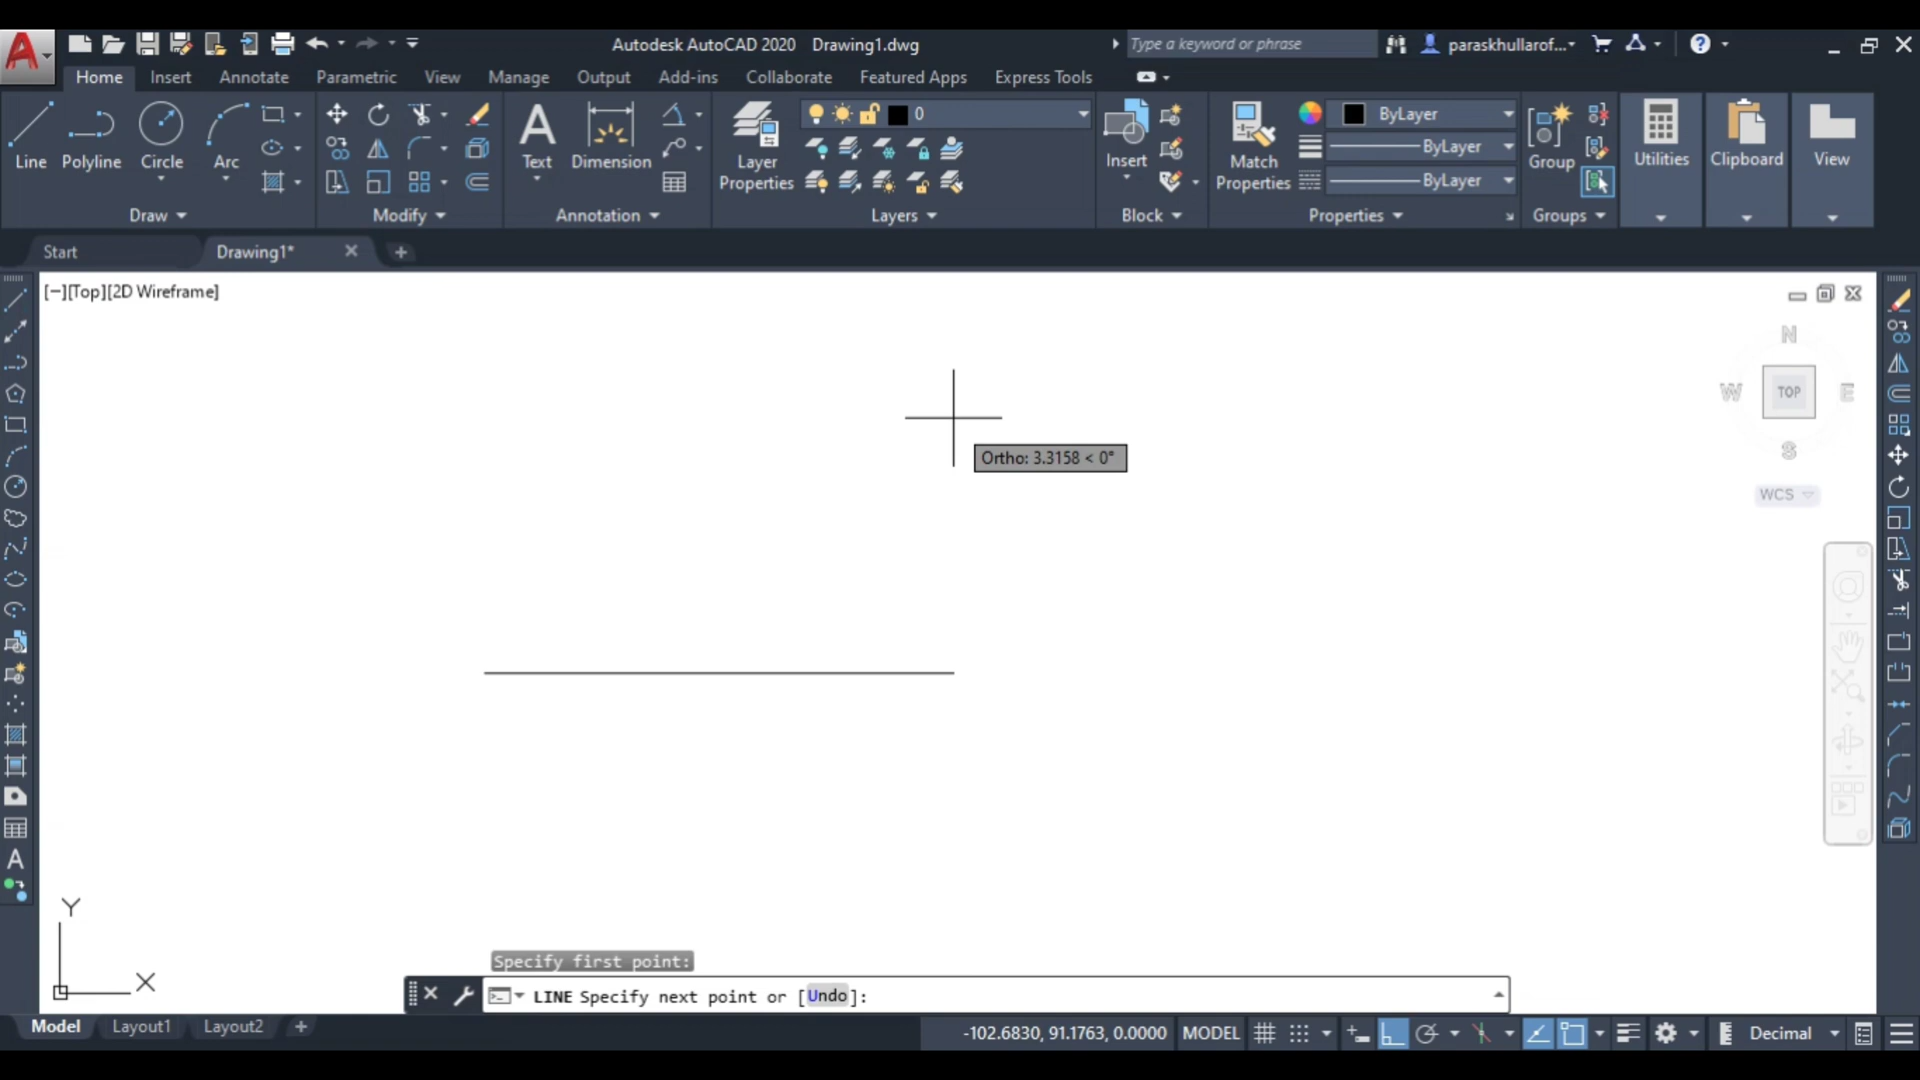 Autodesk AutoCAD 2020 Drawing1.dwg
Type a keyword or phrase
paraskhullarof...
Home Insert Annotate Parametric View Manage Output Add-ins Collaborate Featured Apps Express Tools
Line Polyline Circle Arc
Text Dimension
Layer Properties
0
Insert
Match Properties
ByLayer
ByLayer
ByLayer
Group
Utilities
Clipboard
View
Draw Modify Annotation Layers Block Properties Groups
Start Drawing1*
[−][Top][2D Wireframe]
N
W TOP E
S
WCS
Ortho: 3.3158 < 0°
Y
X
Specify first point:
LINE Specify next point or [Undo]:
Model Layout1 Layout2
-102.6830, 91.1763, 0.0000 MODEL Decimal